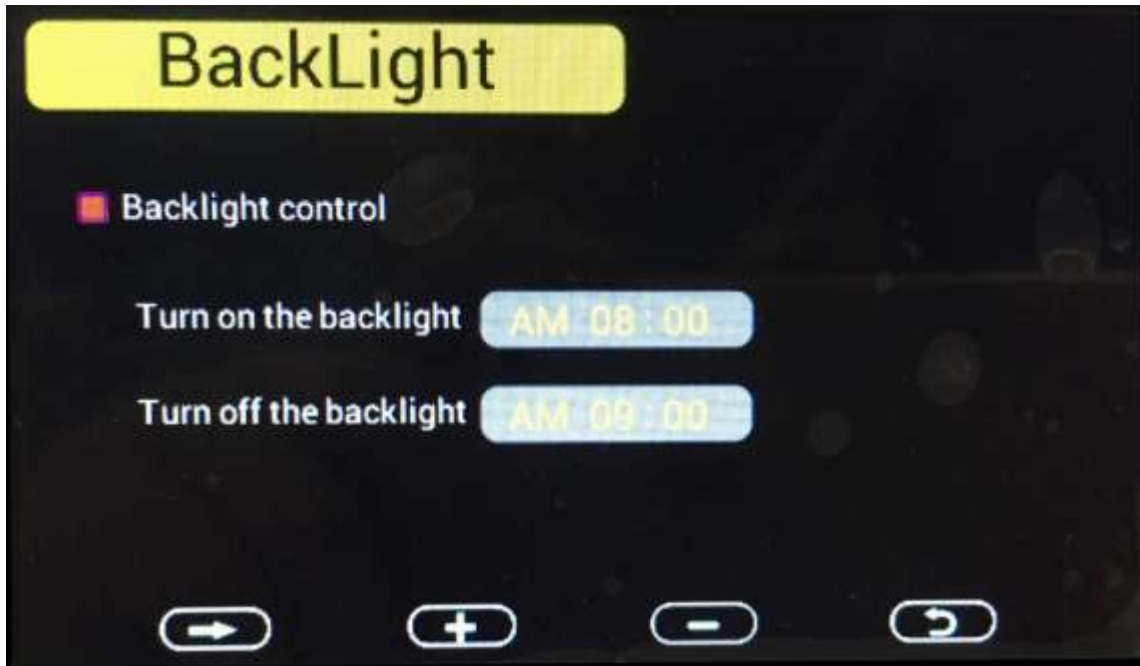 BackLight
Backlight control
Turn on the backlight AM 08 : 00
Turn off the backlight AM 09 : 00